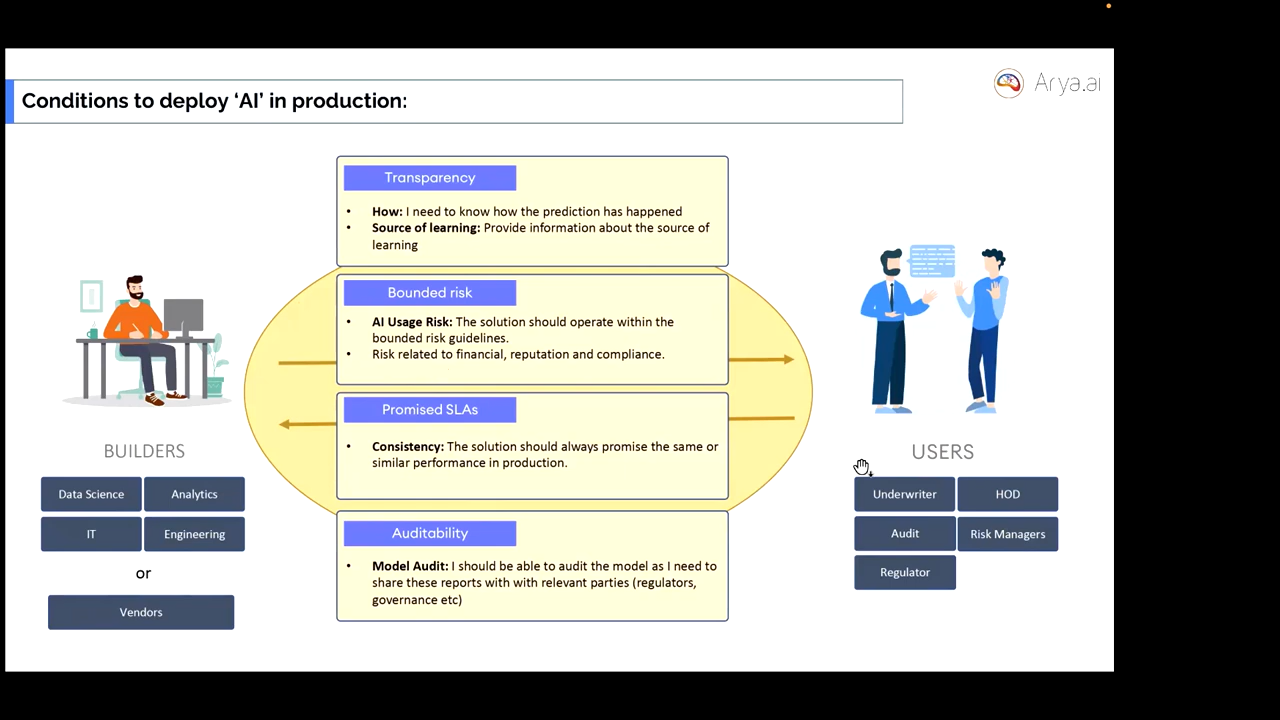 Conditions to deploy ‘AI’ in production:
Arya.ai
Transparency
• How: I need to know how the prediction has happened
• Source of learning: Provide information about the source of
learning
Bounded risk
• AI Usage Risk: The solution should operate within the
bounded risk guidelines.
• Risk related to financial, reputation and compliance.
Promised SLAs
• Consistency: The solution should always promise the same or
similar performance in production.
Auditability
• Model Audit: I should be able to audit the model as I need to
share these reports with with relevant parties (regulators,
governance etc)
BUILDERS
Data Science
Analytics
IT
Engineering
or
Vendors
USERS
Underwriter
HOD
Audit
Risk Managers
Regulator